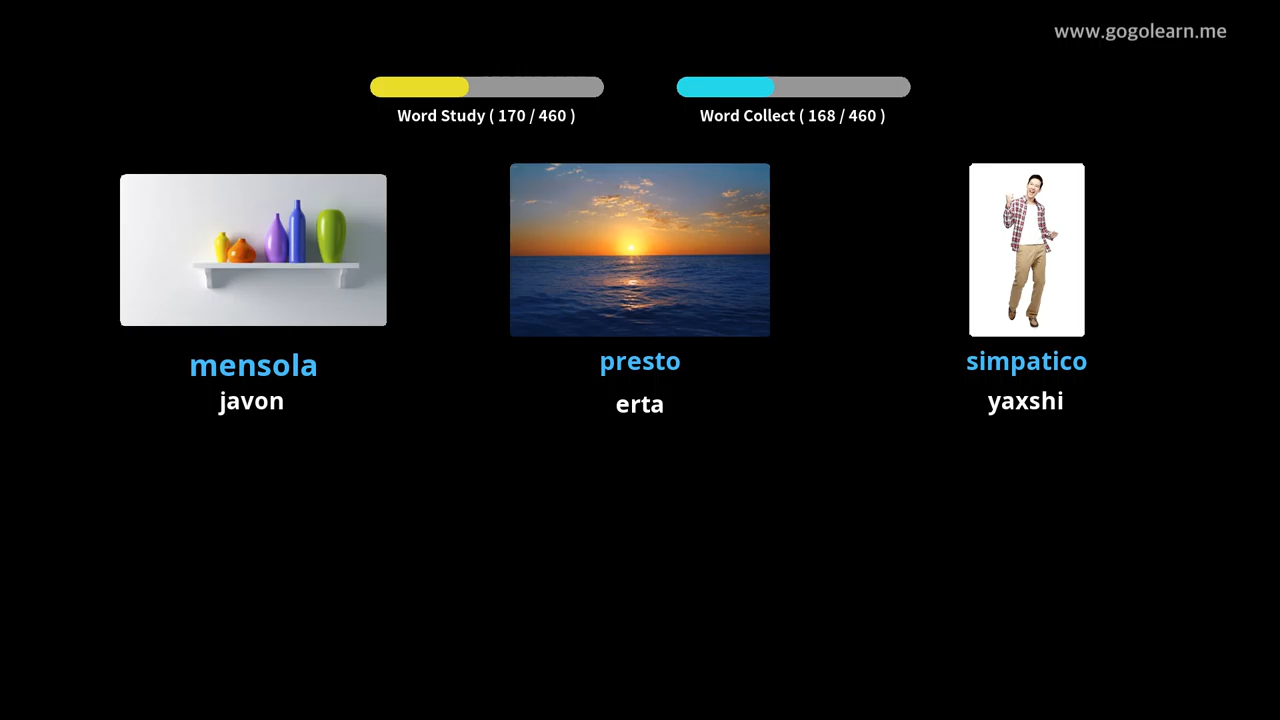 www.gogolearn.me
Word Study ( 170 / 460 )
Word Collect ( 168 / 460 )
mensola
javon
presto
erta
simpatico
yaxshi